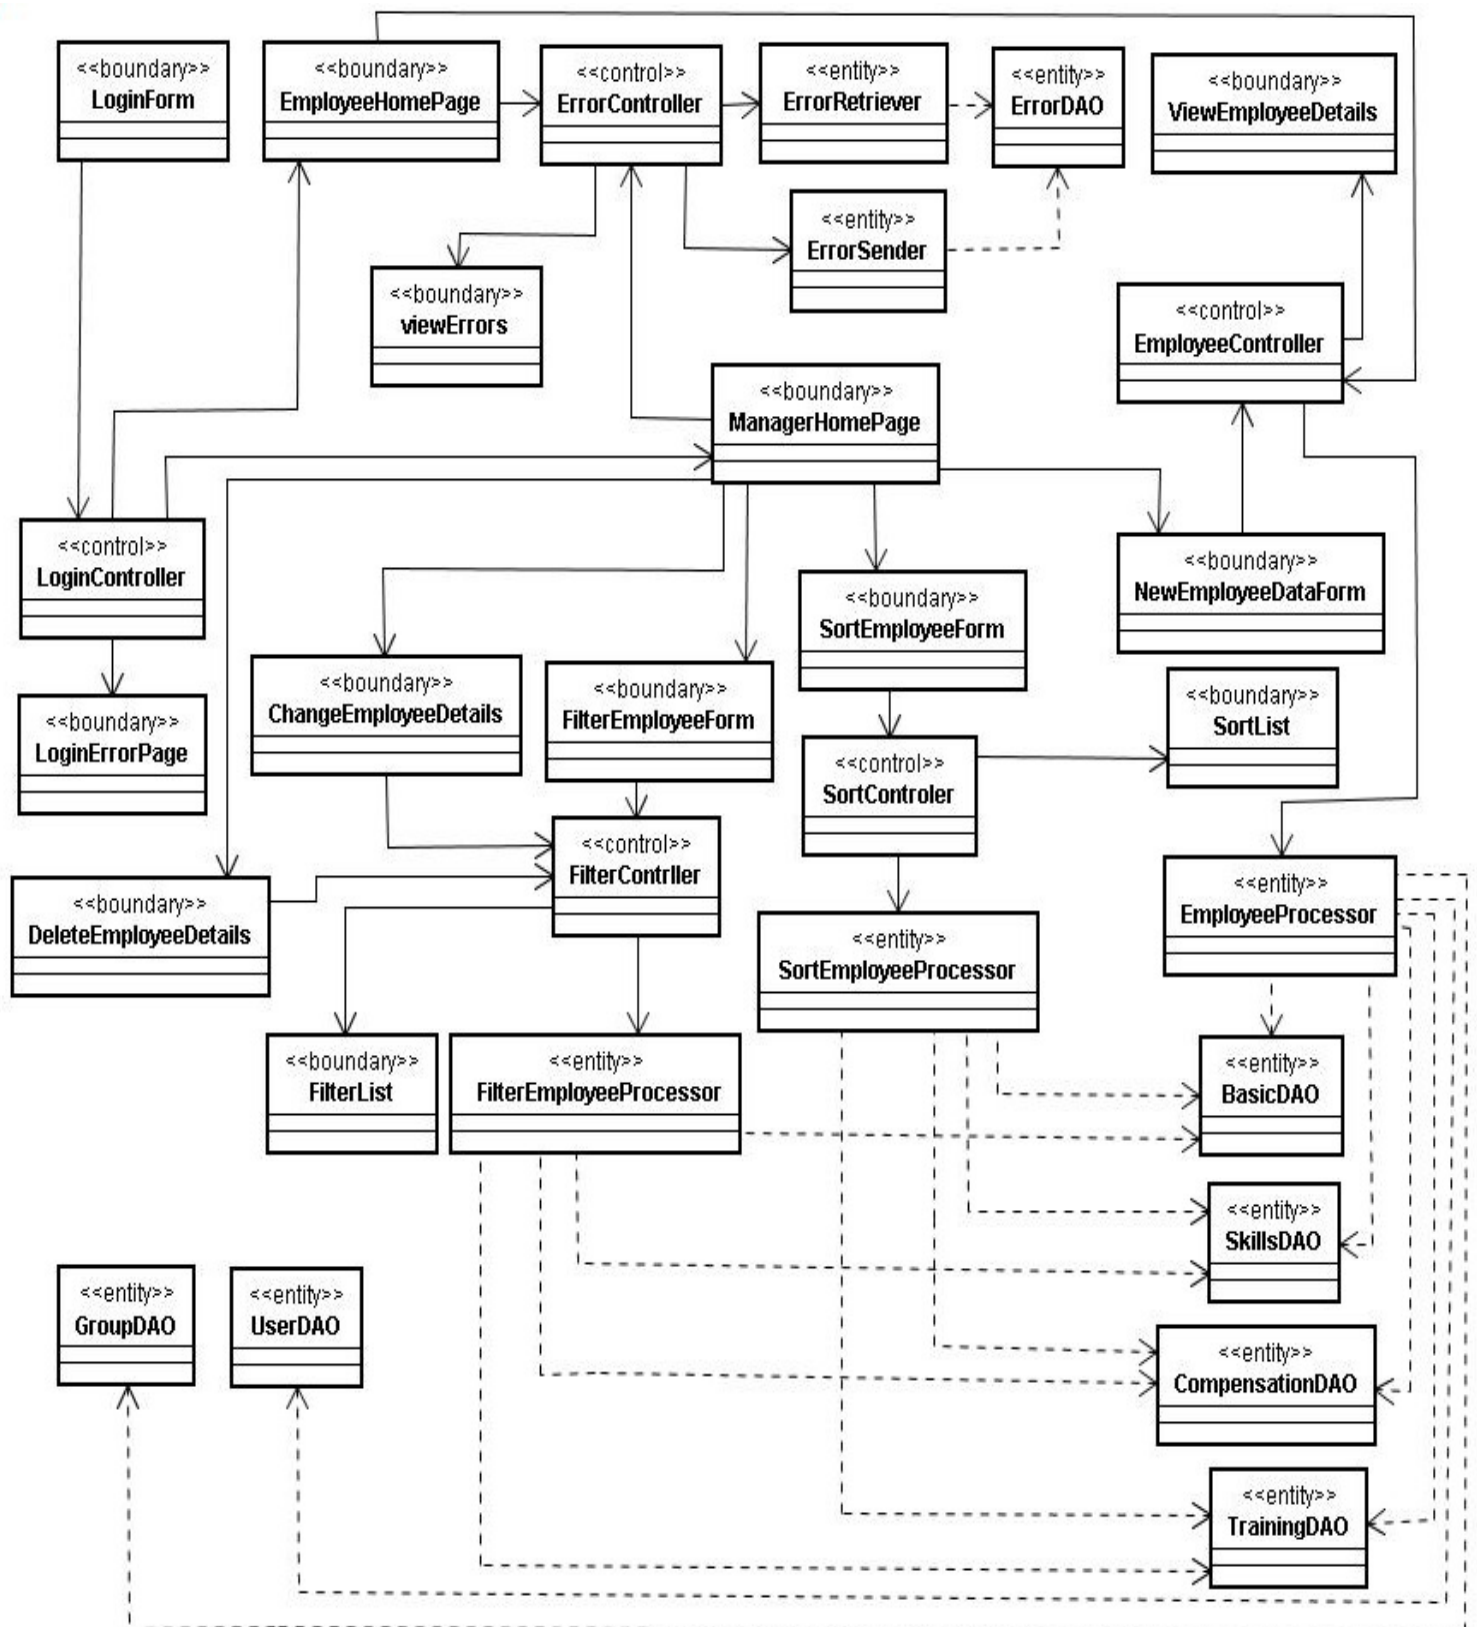 <<boundary>>
LoginForm
<<boundary>>
EmployeeHomePage
<<control>>
ErrorController
<<entity>>
ErrorRetriever
<<entity>>
ErrorDAO
<<boundary>>
ViewEmployeeDetails
<<entity>>
ErrorSender
<<boundary>>
viewErrors
<<control>>
EmployeeController
<<boundary>>
ManagerHomePage
<<control>>
LoginController
<<boundary>>
SortEmployeeForm
<<boundary>>
NewEmployeeDataForm
<<boundary>>
LoginErrorPage
<<boundary>>
ChangeEmployeeDetails
<<boundary>>
FilterEmployeeForm
<<control>>
SortControler
<<boundary>>
SortList
<<boundary>>
DeleteEmployeeDetails
<<control>>
FilterContrller
<<entity>>
SortEmployeeProcessor
<<entity>>
EmployeeProcessor
<<boundary>>
FilterList
<<entity>>
FilterEmployeeProcessor
<<entity>>
BasicDAO
<<entity>>
SkillsDAO
<<entity>>
GroupDAO
<<entity>>
UserDAO
<<entity>>
CompensationDAO
<<entity>>
TrainingDAO